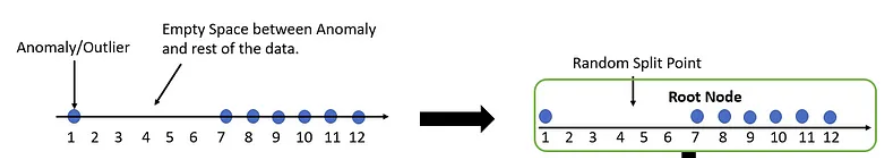 Anomaly/Outlier
Empty Space between Anomaly
and rest of the data.
1 2 3 4 5 6 7 8 9 10 11 12
Random Split Point
Root Node
1 2 3 4 5 6 7 8 9 10 11 12